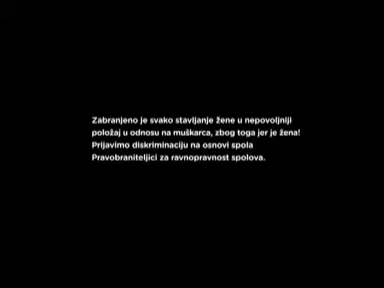 Zabranjeno je svako stavljanje žene u nepovoljniji
položaj u odnosu na muškarca, zbog toga jer je žena!
Prijavimo diskriminaciju na osnovi spola
Pravobraniteljici za ravnopravnost spolova.